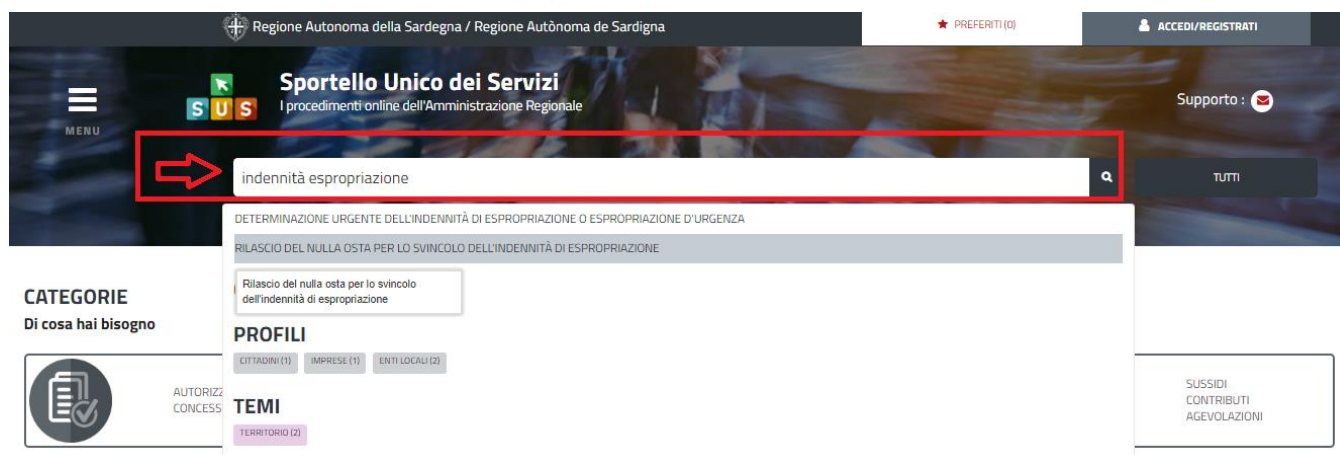 Regione Autonoma della Sardegna / Regione Autònoma de Sardigna
PREFERITI (0)
ACCEDI/REGISTRATI
MENU
SUS
Sportello Unico dei Servizi
I procedimenti online dell'Amministrazione Regionale
Supporto :
indennità espropriazione
TUTTI
DETERMINAZIONE URGENTE DELL'INDENNITÀ DI ESPROPRIAZIONE O ESPROPRIAZIONE D'URGENZA
RILASCIO DEL NULLA OSTA PER LO SVINCOLO DELL'INDENNITÀ DI ESPROPRIAZIONE
Rilascio del nulla osta per lo svincolo
dell'indennità di espropriazione
CATEGORIE
Di cosa hai bisogno
PROFILI
CITTADINI (1) IMPRESE (1) ENTI LOCALI (2)
AUTORIZZ
CONCESS
TEMI
TERRITORIO (2)
SUSSIDI
CONTRIBUTI
AGEVOLAZIONI